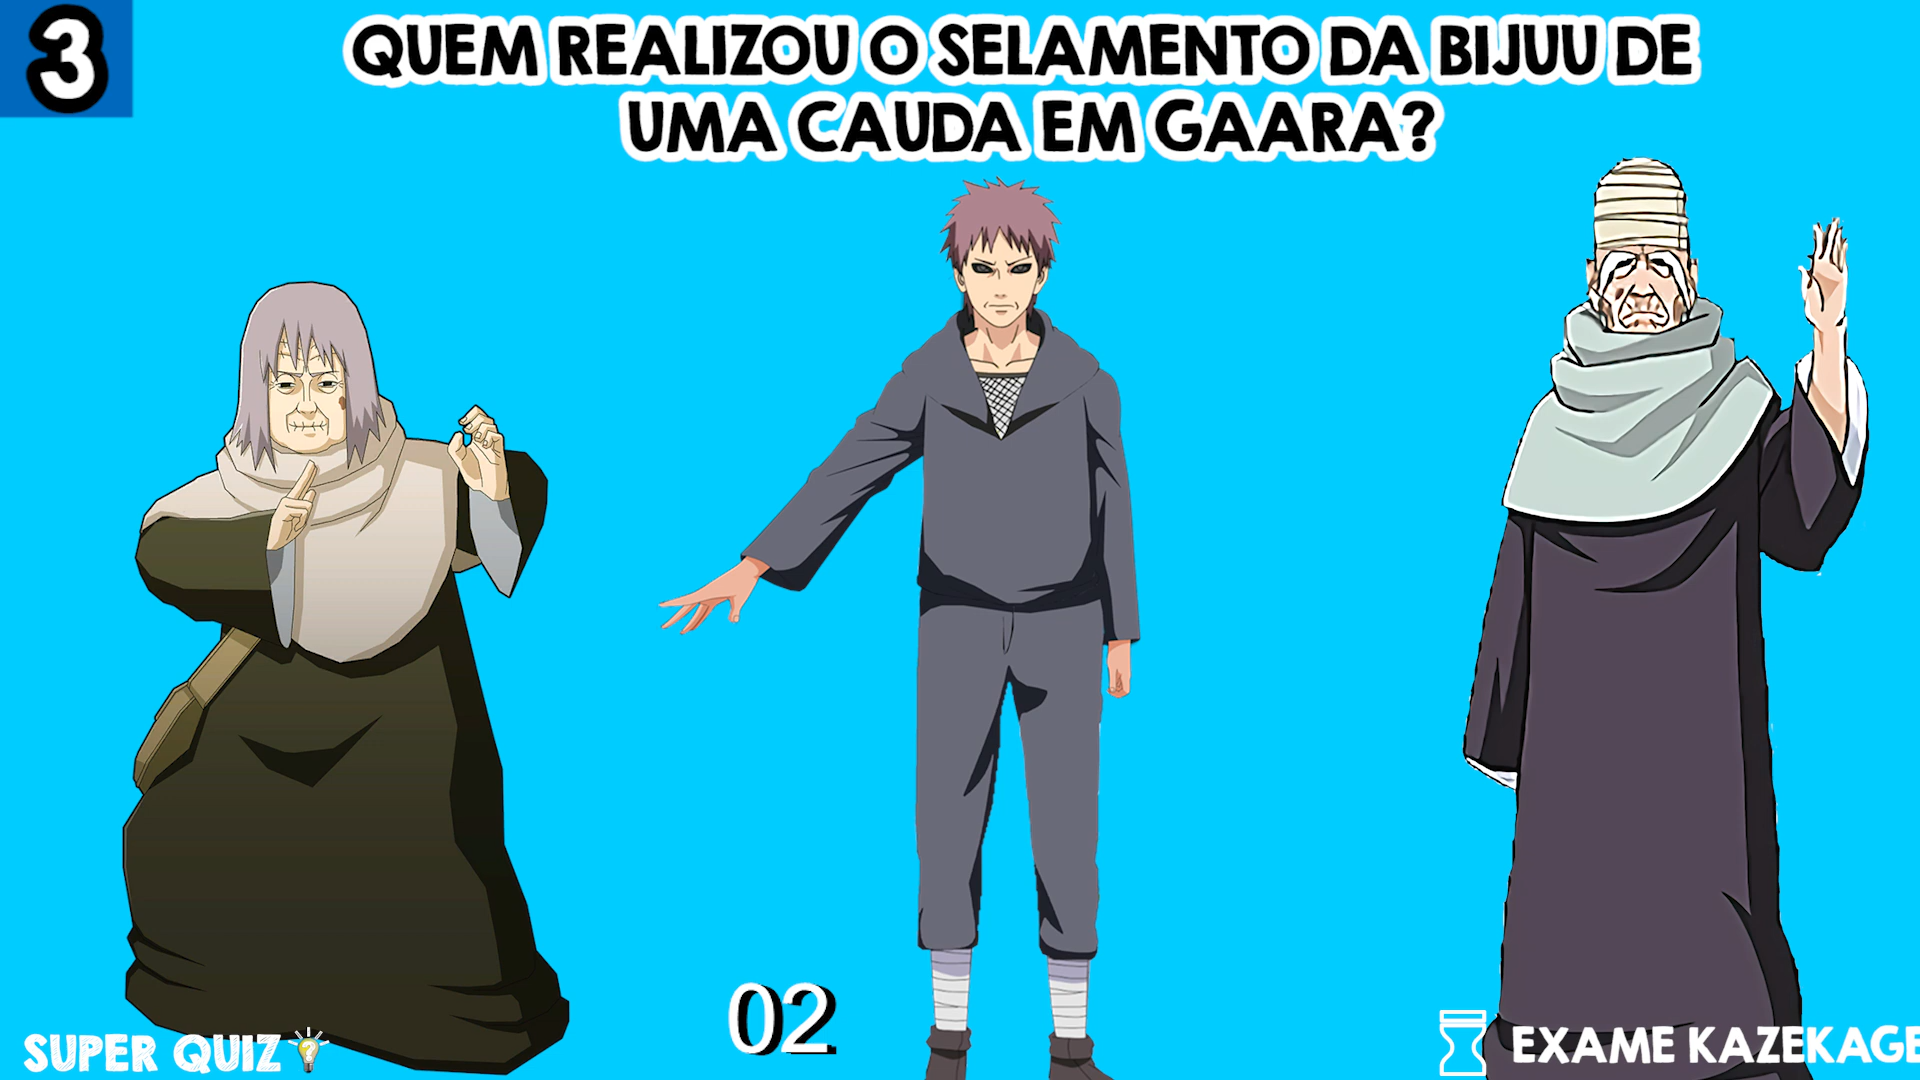 3
QUEM REALIZOU O SELAMENTO DA BIJUU DE
UMA CAUDA EM GAARA?
02
SUPER QUIZ
EXAME KAZEKAGE